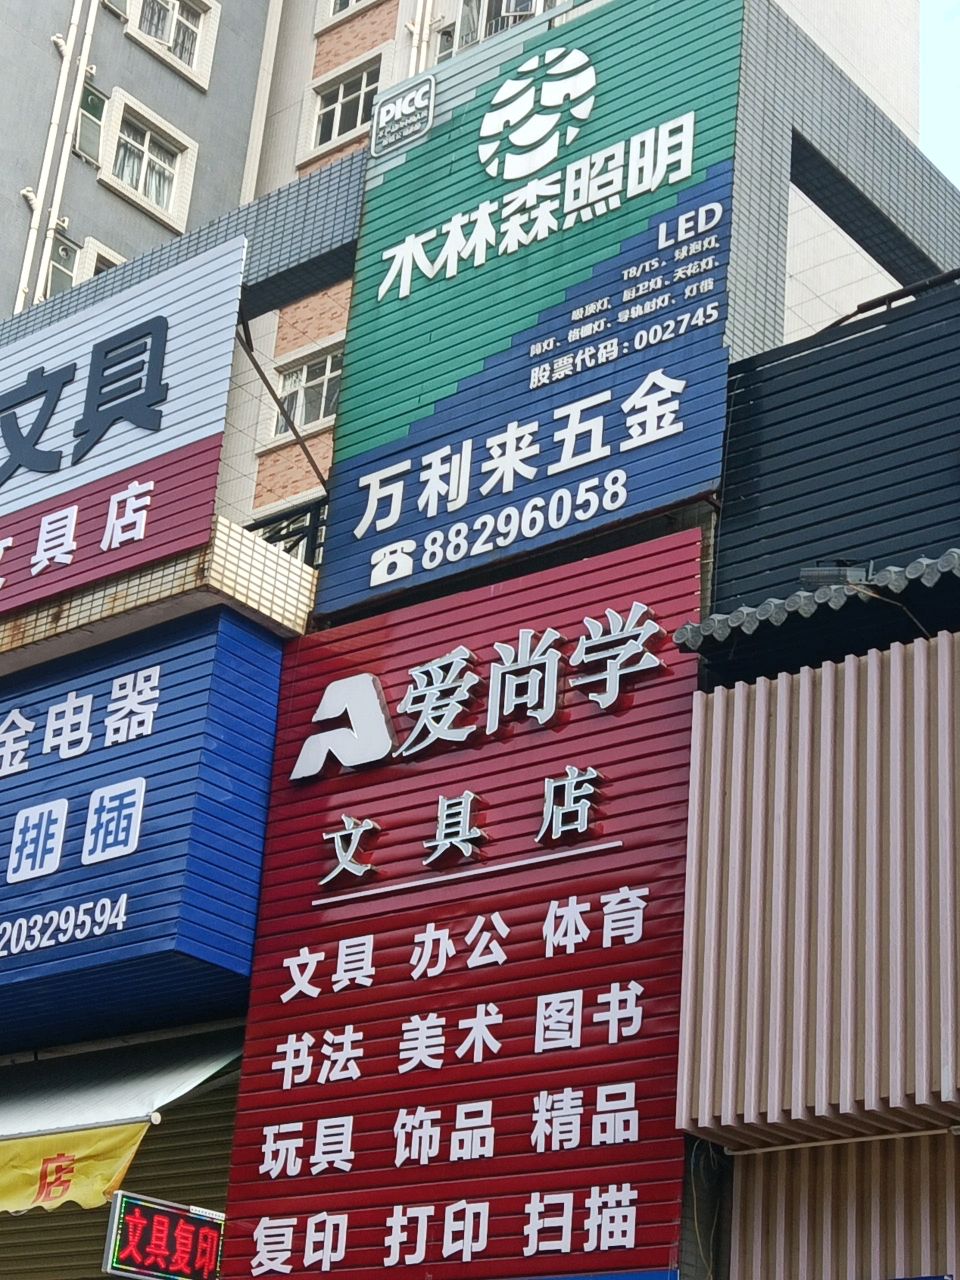 PICC
木林森照明
LED
T8/T5、球泡灯、
吸顶灯、厨卫灯、天花灯、
筒灯、格栅灯、导轨射灯、灯带
股票代码:002745
万利来五金
☎88296058
文具
文具店
金电器
排插
20329594
爱尚学
文具店
文具 办公 体育
书法 美术 图书
玩具 饰品 精品
复印 打印 扫描
店
文具复印